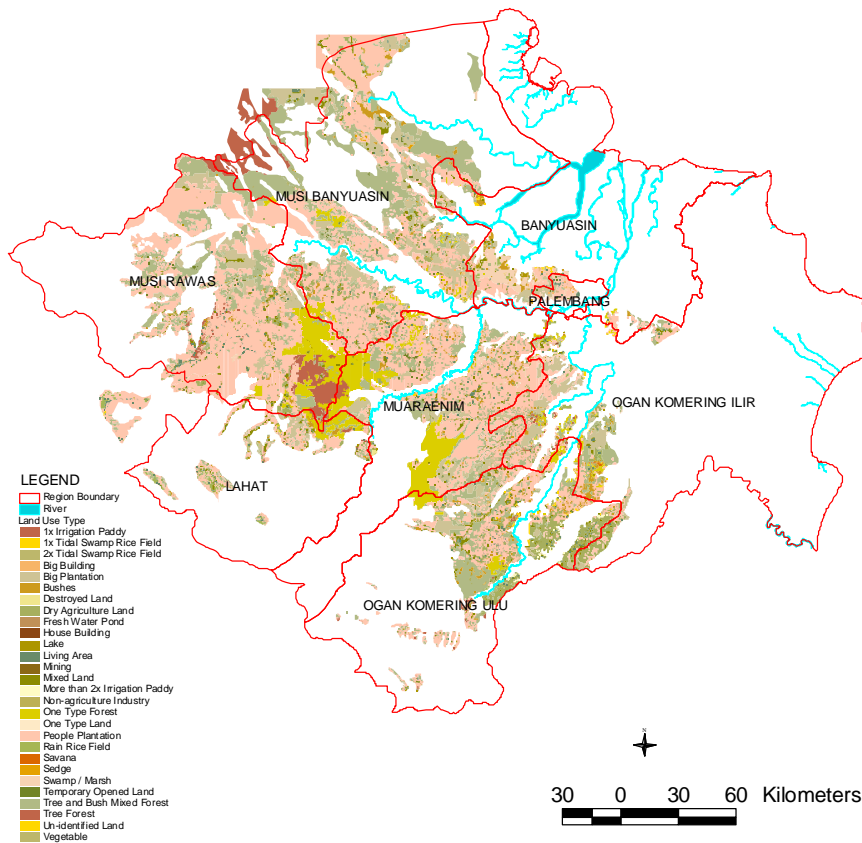 MUSI BANYUASIN
BANYUASIN
MUSI RAWAS
PALEMBANG
MUARAENIM
OGAN KOMERING ILIR
LAHAT
OGAN KOMERING ULU
LEGEND
Region Boundary
River
Land Use Type
1x Irrigation Paddy
1x Tidal Swamp Rice Field
2x Tidal Swamp Rice Field
Big Building
Big Plantation
Bushes
Destroyed Land
Dry Agriculture Land
Fresh Water Pond
House Building
Lake
Living Area
Mining
Mixed Land
More than 2x Irrigation Paddy
Non-agriculture Industry
One Type Forest
One Type Land
People Plantation
Rain Rice Field
Savana
Sedge
Swamp / Marsh
Temporary Opened Land
Tree and Bush Mixed Forest
Tree Forest
Un-identified Land
Vegetable
N
30 0 30 60 Kilometers